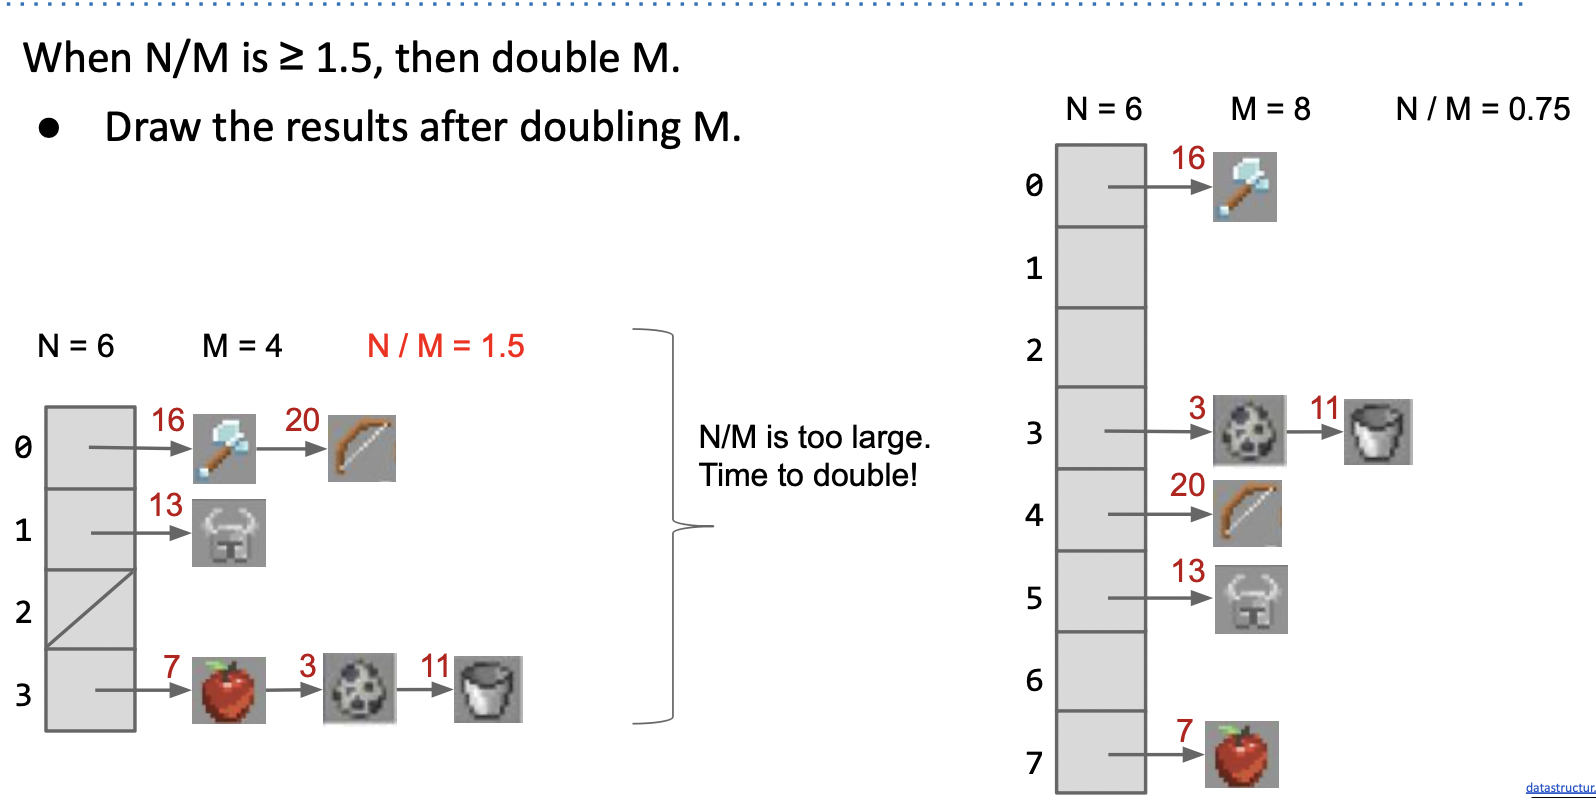 When N/M is ≥ 1.5, then double M.
● Draw the results after doubling M.
N = 6 M = 4 N / M = 1.5
0 16 20
1 13
2
3 7 3 11
N/M is too large.
Time to double!
N = 6 M = 8 N / M = 0.75
0 16
1
2
3 3 11
4 20
5 13
6
7 7
datastructur